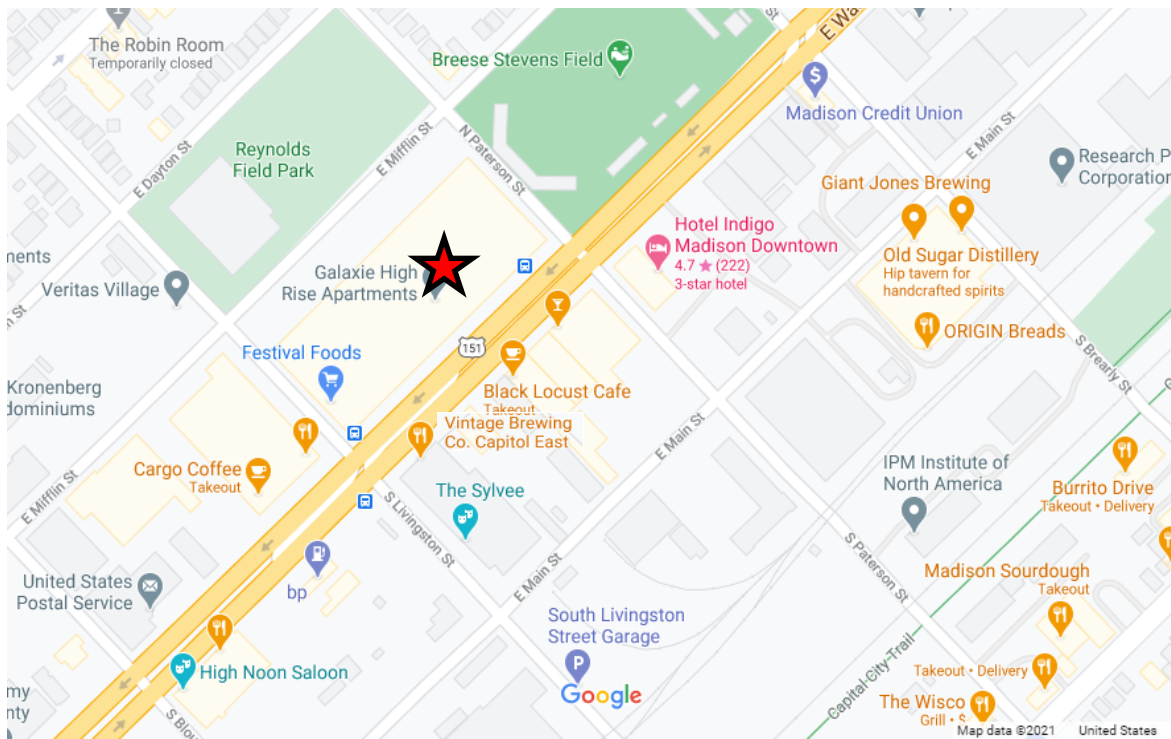 The Robin Room
Temporarily closed
Breese Stevens Field
E Wa
Madison Credit Union
Reynolds
Field Park
E Mifflin St
N Paterson St
E Dayton St
E Main St
Research P
Corporation
Giant Jones Brewing
Hotel Indigo
Madison Downtown
4.7 ★ (222)
3-star hotel
Old Sugar Distillery
Hip tavern for
handcrafted spirits
ments
Veritas Village
Galaxie High
Rise Apartments
ORIGIN Breads
Festival Foods
151
S Brearly St
Kronenberg
dominiums
Black Locust Cafe
Takeout
Vintage Brewing
Co. Capitol East
E Main St
Cargo Coffee
Takeout
E Mifflin St
The Sylvee
S Livingston St
IPM Institute of
North America
Burrito Drive
Takeout • Delivery
S Paterson St
United States
Postal Service
bp
E Main St
Madison Sourdough
Takeout
South Livingston
Street Garage
P
High Noon Saloon
Google
Capital City Trail
Takeout • Delivery
The Wisco
Grill • $
my
nty
S Blou
Map data ©2021 United States